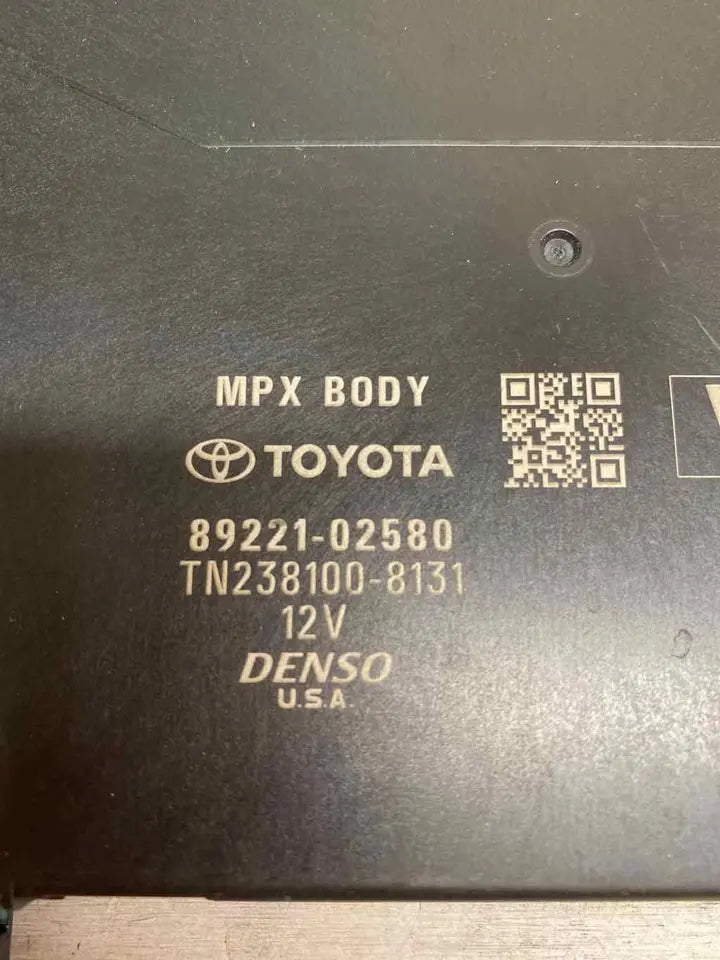 MPX BODY
TOYOTA
89221-02580
TN238100-8131
12V
DENSO
U.S.A.